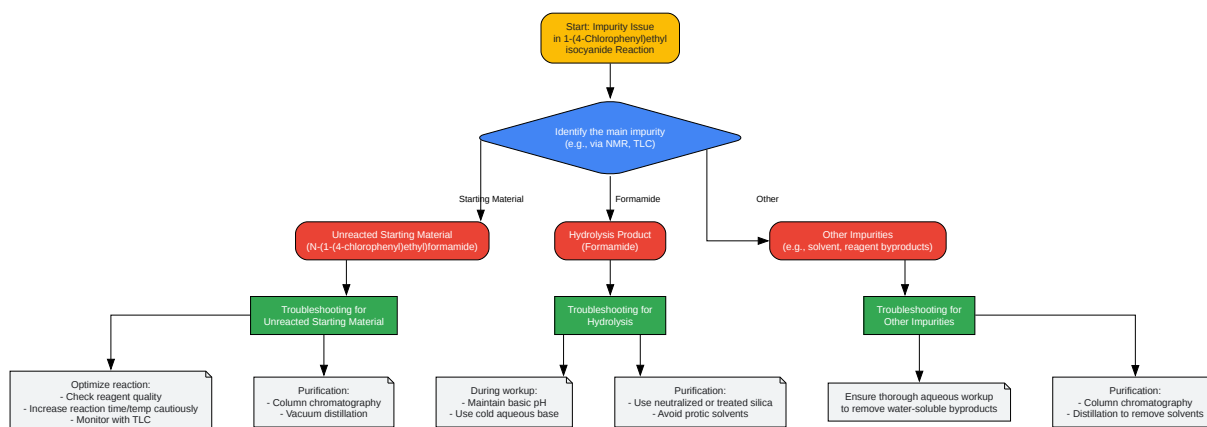 Start: Impurity Issue
in 1-(4-Chlorophenyl)ethyl
isocyanide Reaction
Identify the main impurity
(e.g., via NMR, TLC)
Starting Material
Formamide
Other
Unreacted Starting Material
(N-(1-(4-chlorophenyl)ethyl)formamide)
Hydrolysis Product
(Formamide)
Other Impurities
(e.g., solvent, reagent byproducts)
Troubleshooting for
Unreacted Starting Material
Troubleshooting for
Hydrolysis
Troubleshooting for
Other Impurities
Optimize reaction:
- Check reagent quality
- Increase reaction time/temp cautiously
- Monitor with TLC
Purification:
- Column chromatography
- Vacuum distillation
During workup:
- Maintain basic pH
- Use cold aqueous base
Purification:
- Use neutralized or treated silica
- Avoid protic solvents
Ensure thorough aqueous workup
to remove water-soluble byproducts
Purification:
- Column chromatography
- Distillation to remove solvents